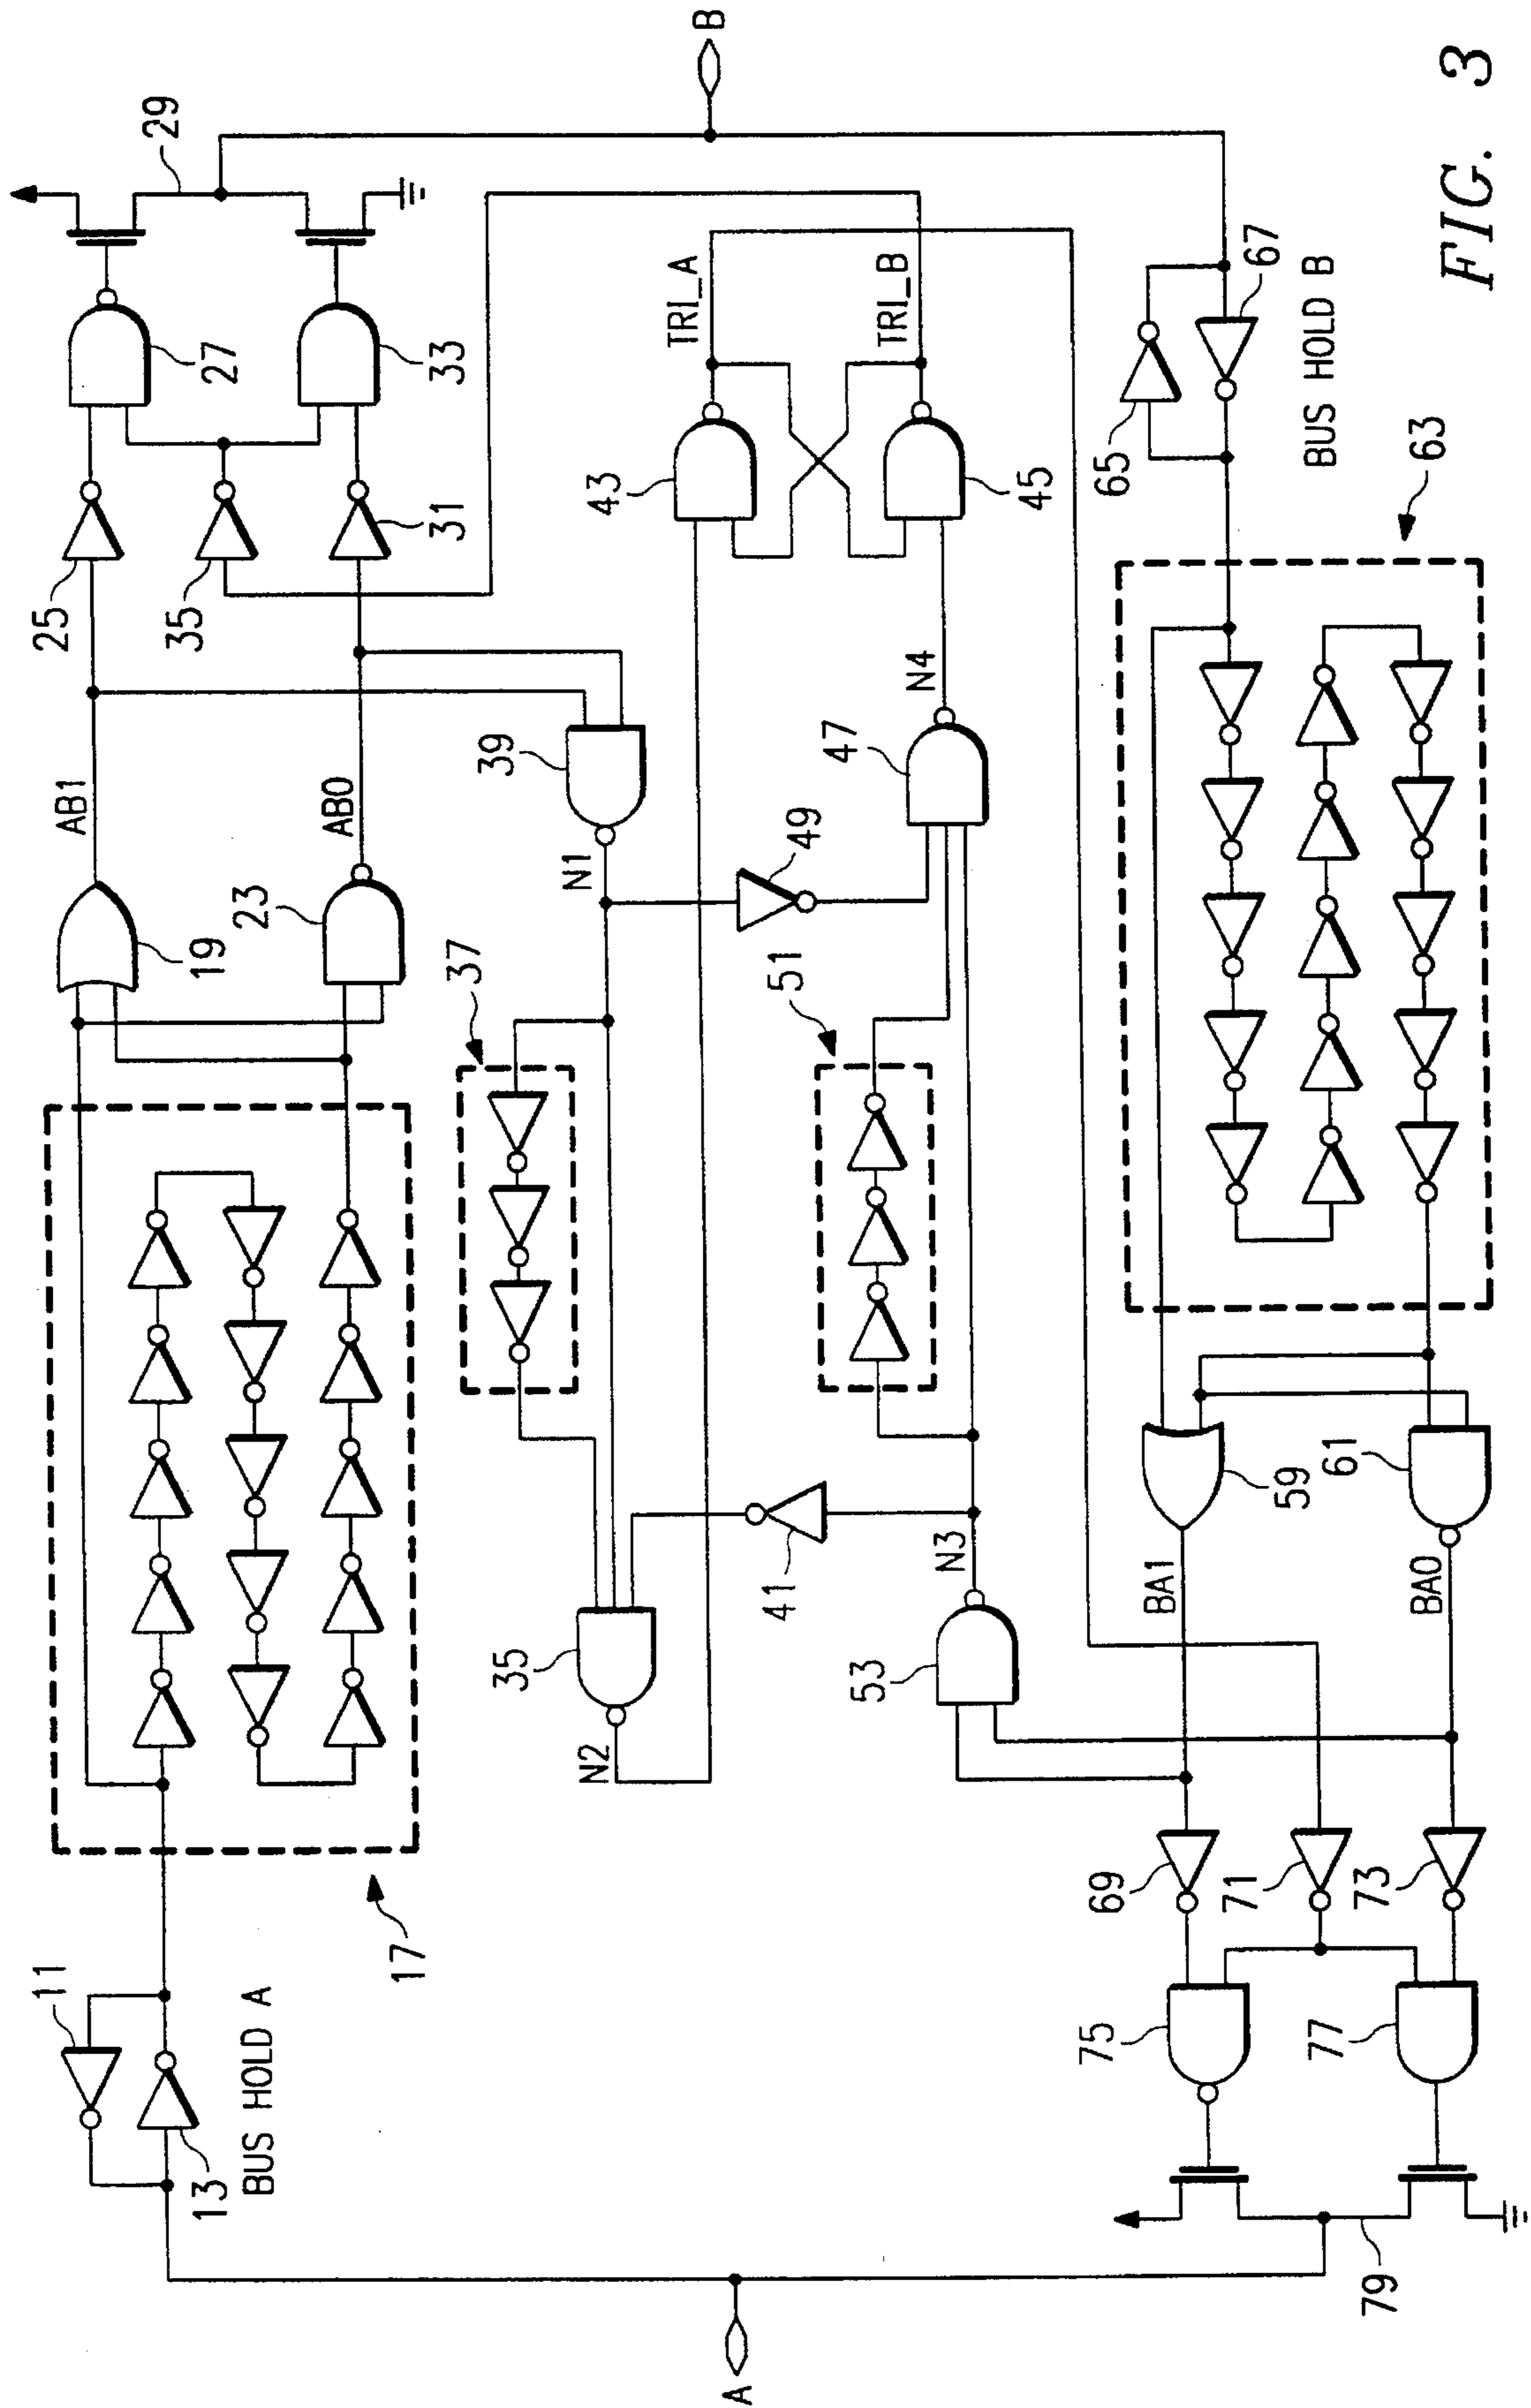 29
B
27
33
25
35
31
TRI_A
TRI_B
43
45
67
65
BUS HOLD B
63
AB1
AB0
19
23
39
N1
49
47
N4
37
51
17
35
N2
41
N3
53
BA1
BA0
59
61
11
13
BUS HOLD A
69
71
73
75
77
79
A
FIG. 3